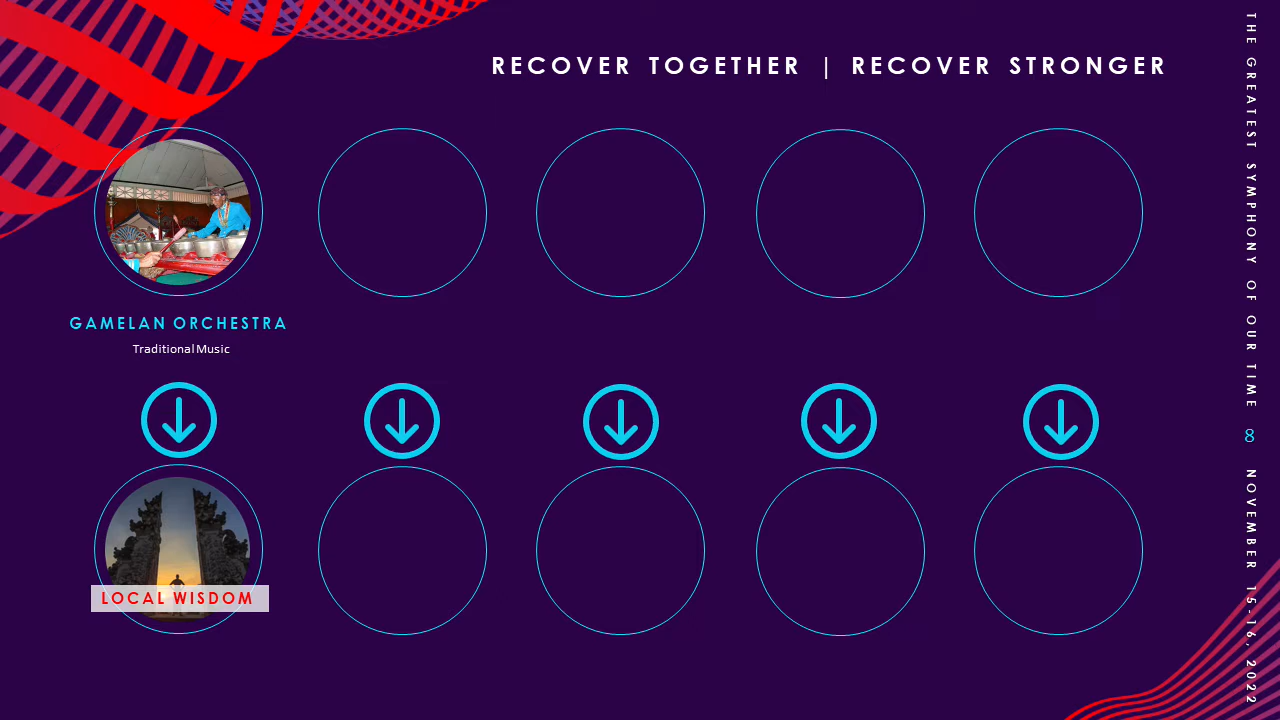 RECOVER TOGETHER | RECOVER STRONGER
GAMELAN ORCHESTRA
Traditional Music
LOCAL WISDOM
THE GREATEST SYMPHONY OF OUR TIME
8
NOVEMBER 15-16, 2022